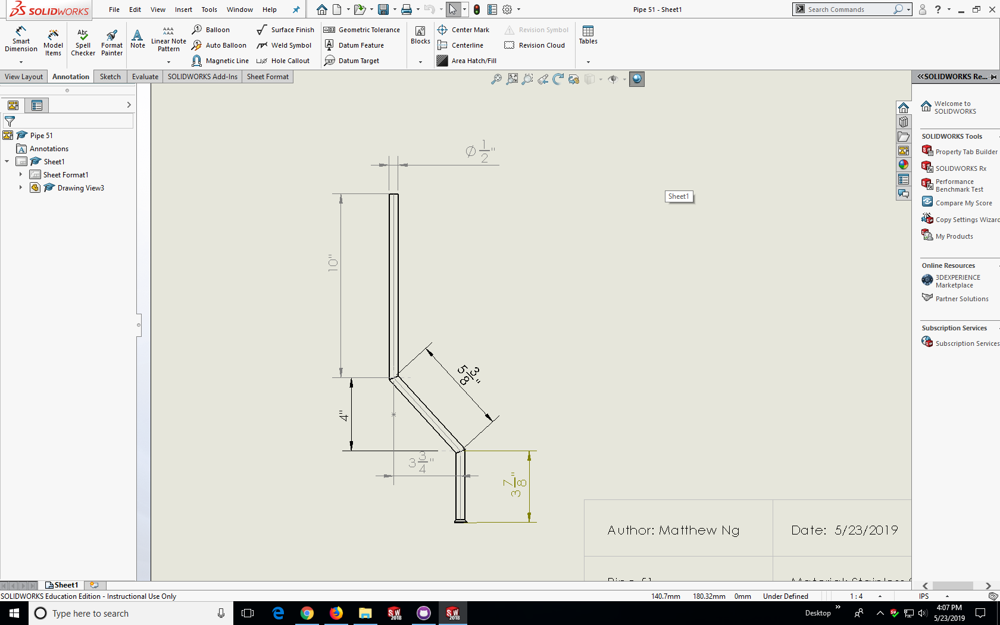 SOLIDWORKS
File Edit View Insert Tools Window Help
Pipe 51 - Sheet1
Search Commands
?
Smart Dimension
Model Items
Abc
Spell Checker
Format Painter
A
Note
AAA
AAA
Linear Note Pattern
Balloon
Auto Balloon
Magnetic Line
Surface Finish
Weld Symbol
Hole Callout
Geometric Tolerance
Datum Feature
Datum Target
Blocks
Center Mark
Centerline
Area Hatch/Fill
Revision Symbol
Revision Cloud
Tables
View Layout
Annotation
Sketch
Evaluate
SOLIDWORKS Add-Ins
Sheet Format
Pipe 51
Annotations
Sheet1
Sheet Format1
Drawing View3
Ø 1/2"
10"
4"
5 3/8"
3 3/4"
3 7/8"
Sheet1
Author: Matthew Ng
Date: 5/23/2019
SOLIDWORKS Re...
Welcome to SOLIDWORKS
SOLIDWORKS Tools
Property Tab Builder
SOLIDWORKS Rx
Performance Benchmark Test
Compare My Score
Copy Settings Wizard
My Products
Online Resources
3DEXPERIENCE Marketplace
Partner Solutions
Subscription Services
Subscription Services
Sheet1
SOLIDWORKS Education Edition - Instructional Use Only
140.7mm 180.32mm 0mm Under Defined 1 : 4 IPS
Type here to search
SW 2018
SW 2018
Desktop
4:07 PM
5/23/2019